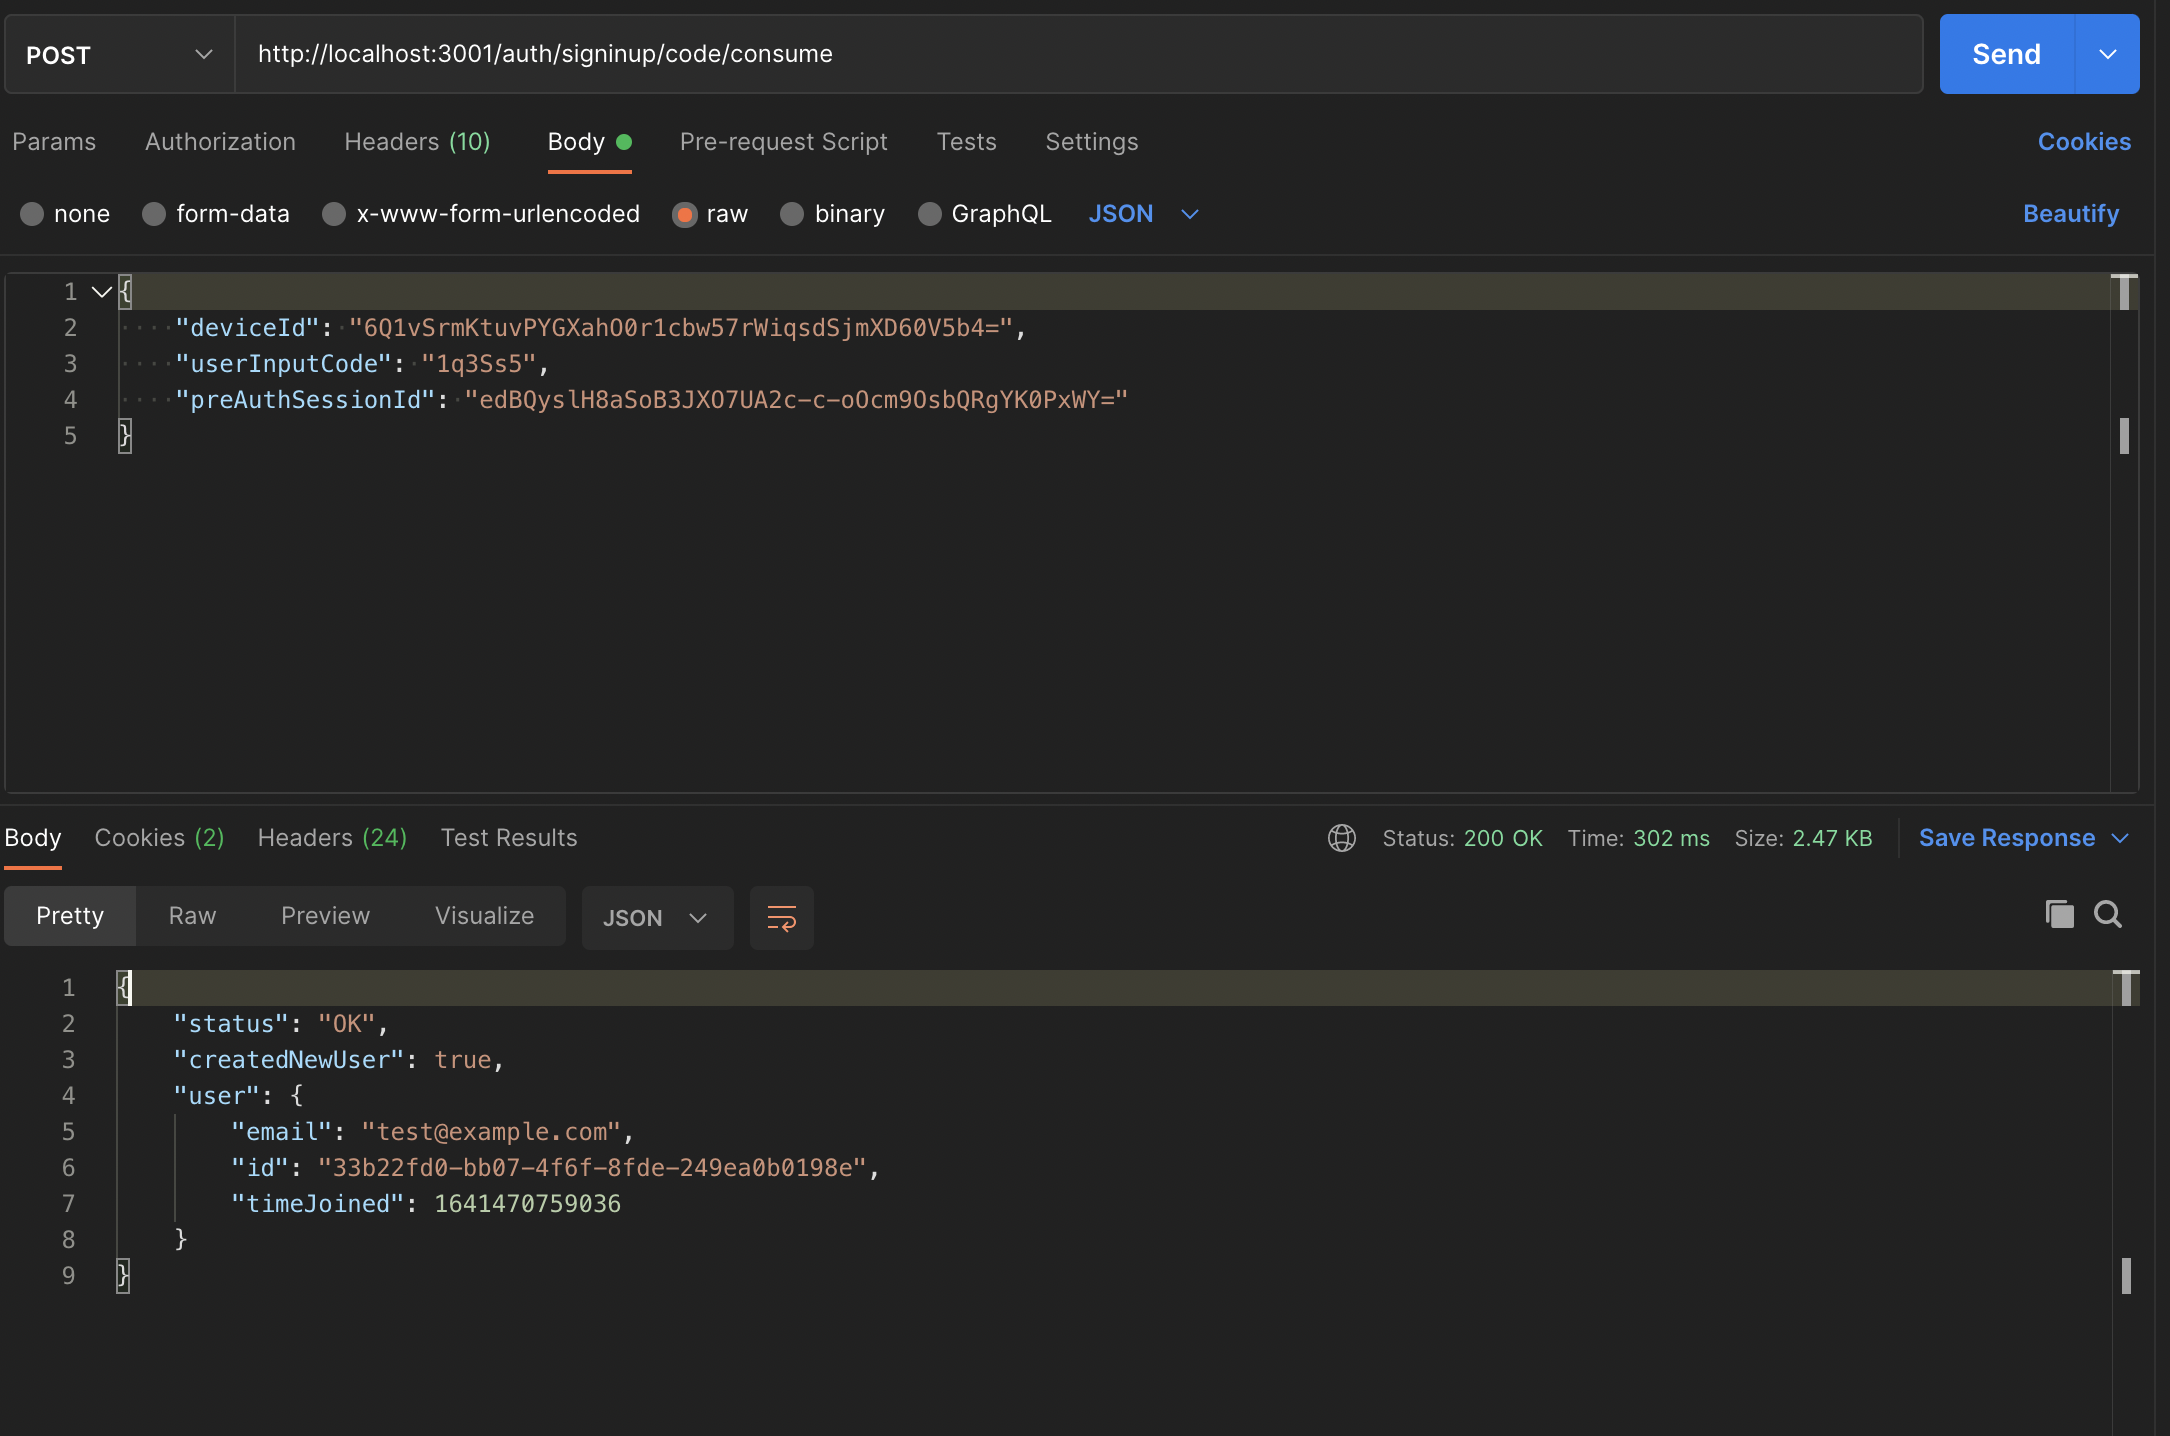 POST http://localhost:3001/auth/signinup/code/consume Send
Params Authorization Headers (10) Body Pre-request Script Tests Settings Cookies
none form-data x-www-form-urlencoded raw binary GraphQL JSON Beautify
1 {
2 "deviceId": "6Q1vSrmKtuvPYGXahO0r1cbw57rWiqsdSjmXD60V5b4=",
3 "userInputCode": "1q3Ss5",
4 "preAuthSessionId": "edBQyslH8aSoB3JXO7UA2c-c-oOcm9OsbQRgYK0PxWY="
5 }
Body Cookies (2) Headers (24) Test Results Status: 200 OK Time: 302 ms Size: 2.47 KB Save Response
Pretty Raw Preview Visualize JSON
1 {
2 "status": "OK",
3 "createdNewUser": true,
4 "user": {
5 "email": "test@example.com",
6 "id": "33b22fd0-bb07-4f6f-8fde-249ea0b0198e",
7 "timeJoined": 1641470759036
8 }
9 }